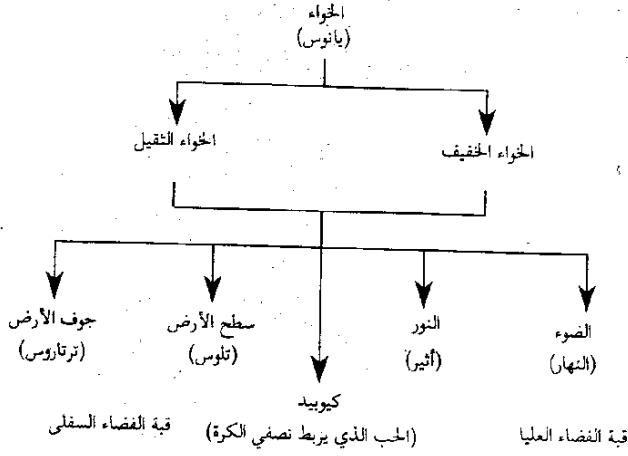 الخواء
(يانوس)
الخواء الخفيف
الخواء الثقيل
الضوء
(النهار)
النور
(أثير)
سطح الأرض
(تلوس)
جوف الأرض
(ترتاروس)
كيوبيد
(الحب الذي يربط نصفي الكرة)
قبة الفضاء العليا
قبة الفضاء السفلى